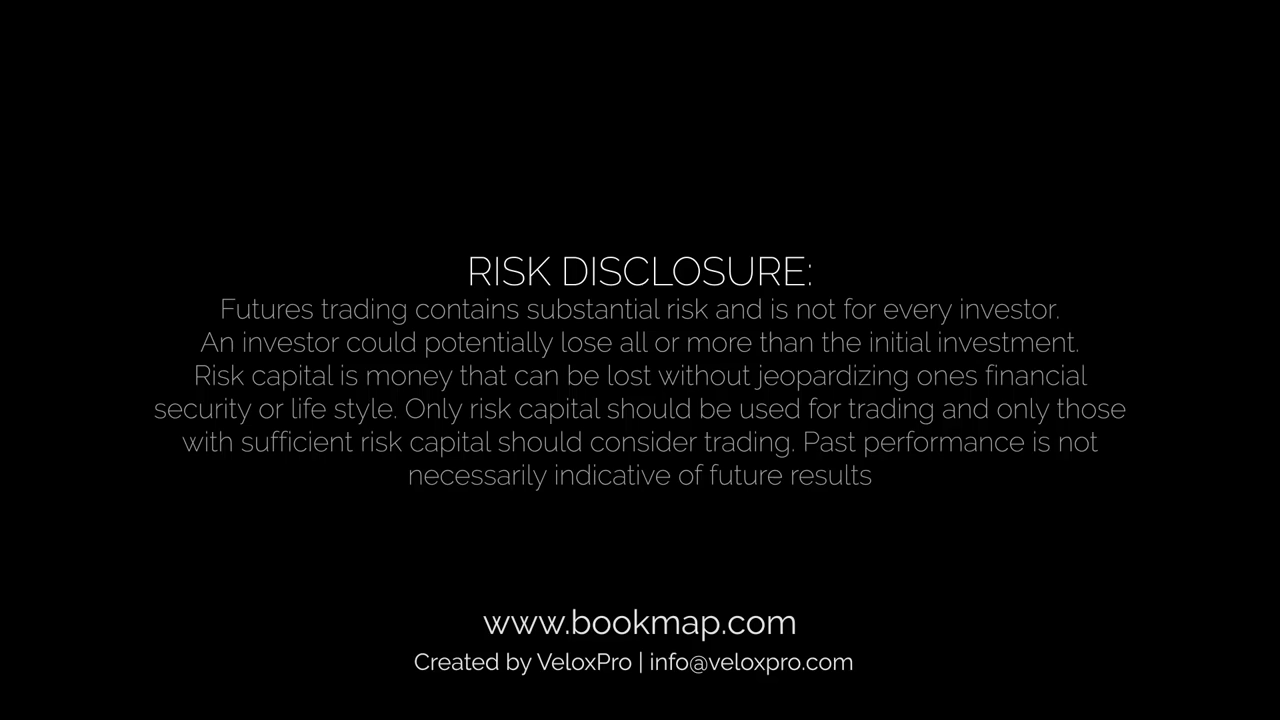 RISK DISCLOSURE:
Futures trading contains substantial risk and is not for every investor.
An investor could potentially lose all or more than the initial investment.
Risk capital is money that can be lost without jeopardizing ones financial
security or life style. Only risk capital should be used for trading and only those
with sufficient risk capital should consider trading. Past performance is not
necessarily indicative of future results
www.bookmap.com
Created by VeloxPro | info@veloxpro.com